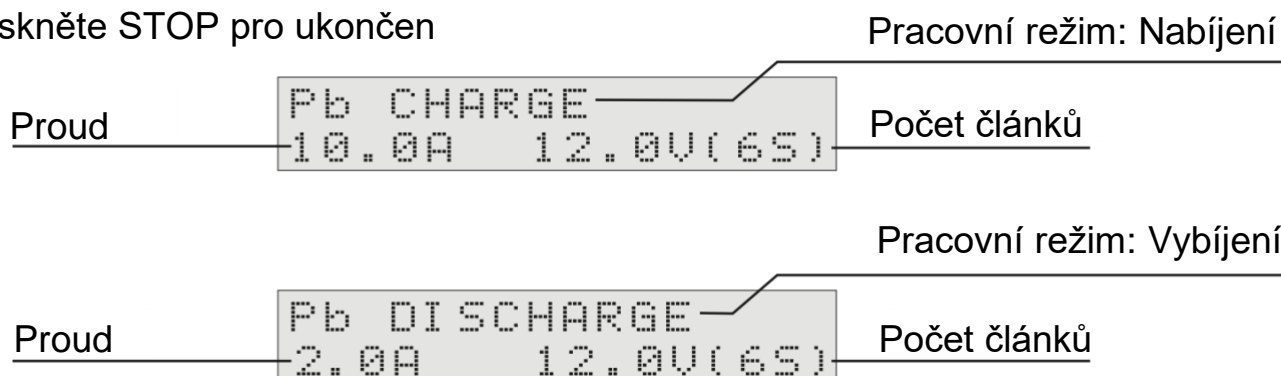 skněte STOP pro ukončen
Pracovní režim: Nabíjení
Pb CHARGE
Proud
10.0A 12.0V(6S)
Počet článků
Pracovní režim: Vybíjení
Pb DISCHARGE
Proud
2.0A 12.0V(6S)
Počet článků